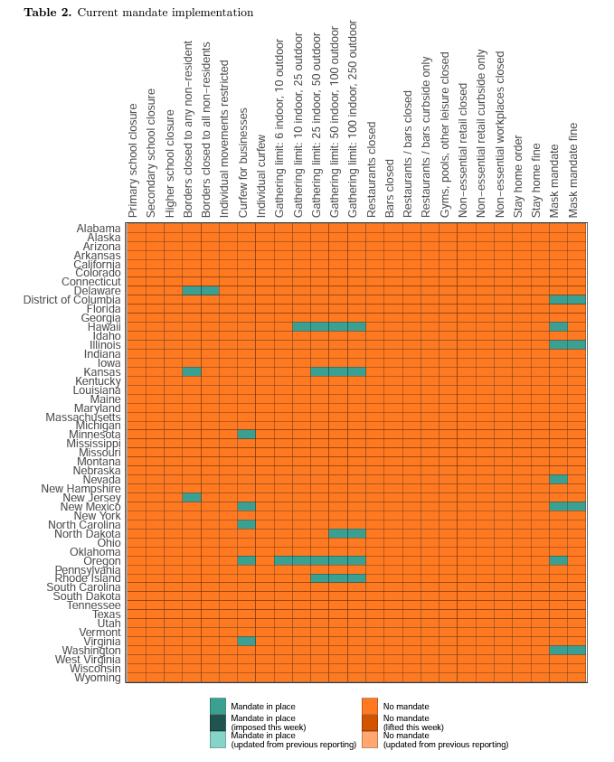 Table 2. Current mandate implementation
Primary school closure
Secondary school closure
Higher school closure
Borders closed to any non−resident
Borders closed to all non−residents
Individual movements restricted
Curfew for businesses
Individual curfew
Gathering limit: 6 indoor, 10 outdoor
Gathering limit: 10 indoor, 25 outdoor
Gathering limit: 25 indoor, 50 outdoor
Gathering limit: 50 indoor, 100 outdoor
Gathering limit: 100 indoor, 250 outdoor
Restaurants closed
Bars closed
Restaurants / bars closed
Restaurants / bars curbside only
Gyms, pools, other leisure closed
Non−essential retail closed
Non−essential retail curbside only
Non−essential workplaces closed
Stay home order
Stay home fine
Mask mandate
Mask mandate fine
Alabama
Alaska
Arizona
Arkansas
California
Colorado
Connecticut
Delaware
District of Columbia
Florida
Georgia
Hawaii
Idaho
Illinois
Indiana
Iowa
Kansas
Kentucky
Louisiana
Maine
Maryland
Massachusetts
Michigan
Minnesota
Mississippi
Missouri
Montana
Nebraska
Nevada
New Hampshire
New Jersey
New Mexico
New York
North Carolina
North Dakota
Ohio
Oklahoma
Oregon
Pennsylvania
Rhode Island
South Carolina
South Dakota
Tennessee
Texas
Utah
Vermont
Virginia
Washington
West Virginia
Wisconsin
Wyoming
Mandate in place
Mandate in place
(imposed this week)
Mandate in place
(updated from previous reporting)
No mandate
No mandate
(lifted this week)
No mandate
(updated from previous reporting)